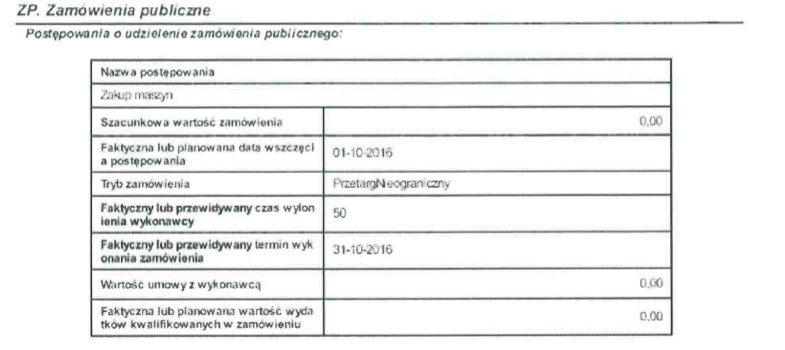 ZP. Zamówienia publiczne
Postępowania o udzielenie zamówienia publicznego:
Nazwa postępowania
Zakup maszyn
Szacunkowa wartość zamówienia 0,00
Faktyczna lub planowana data wszczęci
a postępowania 01-10-2016
Tryb zamówienia PrzetargNieograniczny
Faktyczny lub przewidywany czas wyłon
ienia wykonawcy 50
Faktyczny lub przewidywany termin wyk
onania zamówienia 31-10-2016
Wartość umowy z wykonawcą 0,00
Faktyczna lub planowana wartość wyda
tków kwalifikowanych w zamówieniu 0,00